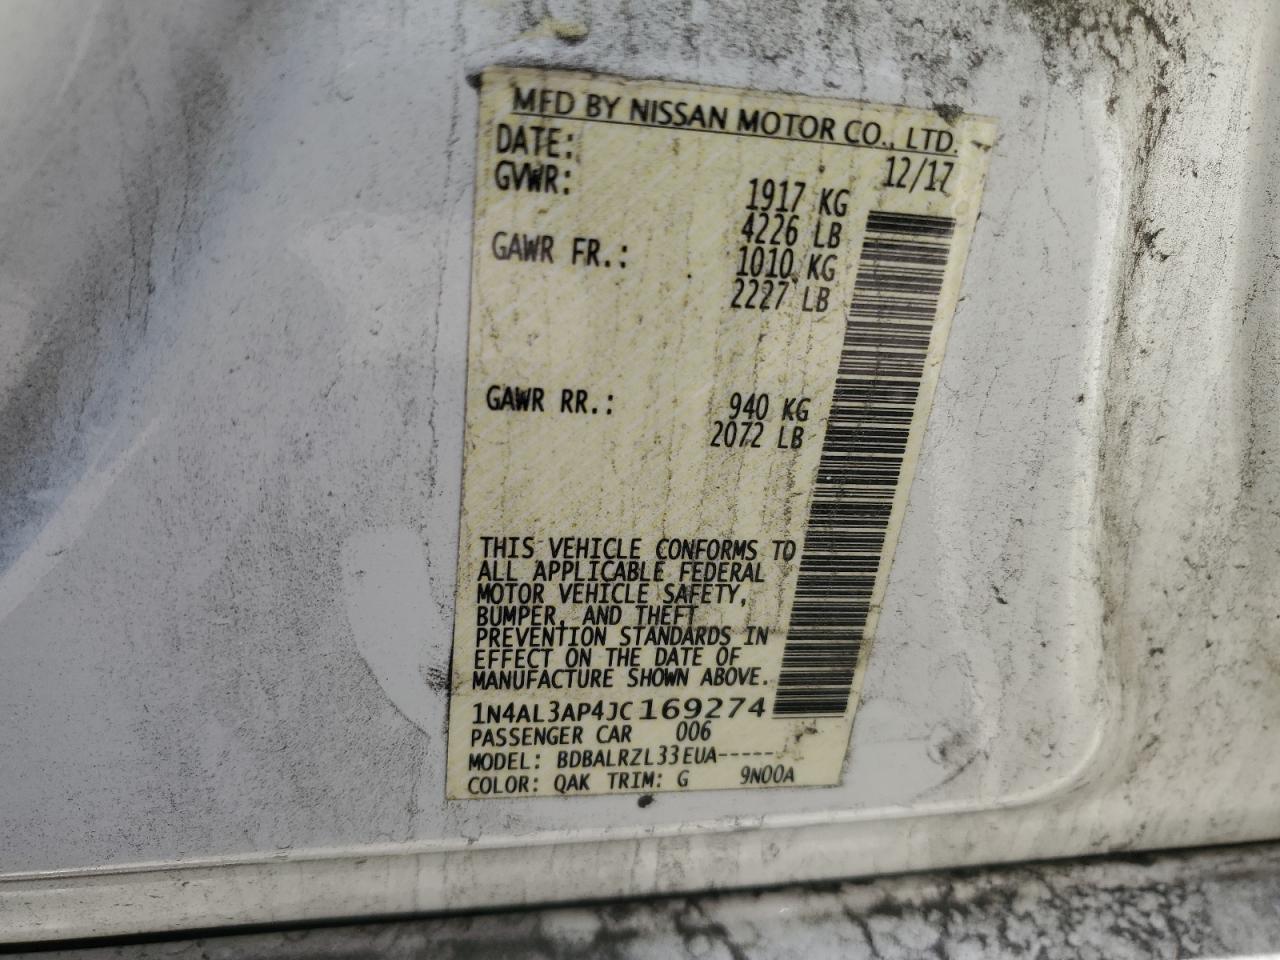 MFD BY NISSAN MOTOR CO., LTD.
DATE: 12/17
GVWR: 1917 KG
4226 LB
GAWR FR.: 1010 KG
2227 LB
GAWR RR.: 940 KG
2072 LB
THIS VEHICLE CONFORMS TO
ALL APPLICABLE FEDERAL
MOTOR VEHICLE SAFETY,
BUMPER, AND THEFT
PREVENTION STANDARDS IN
EFFECT ON THE DATE OF
MANUFACTURE SHOWN ABOVE.
1N4AL3AP4JC169274
PASSENGER CAR 006
MODEL: BDBALRZL33EUA------
COLOR: QAK TRIM: G 9N00A